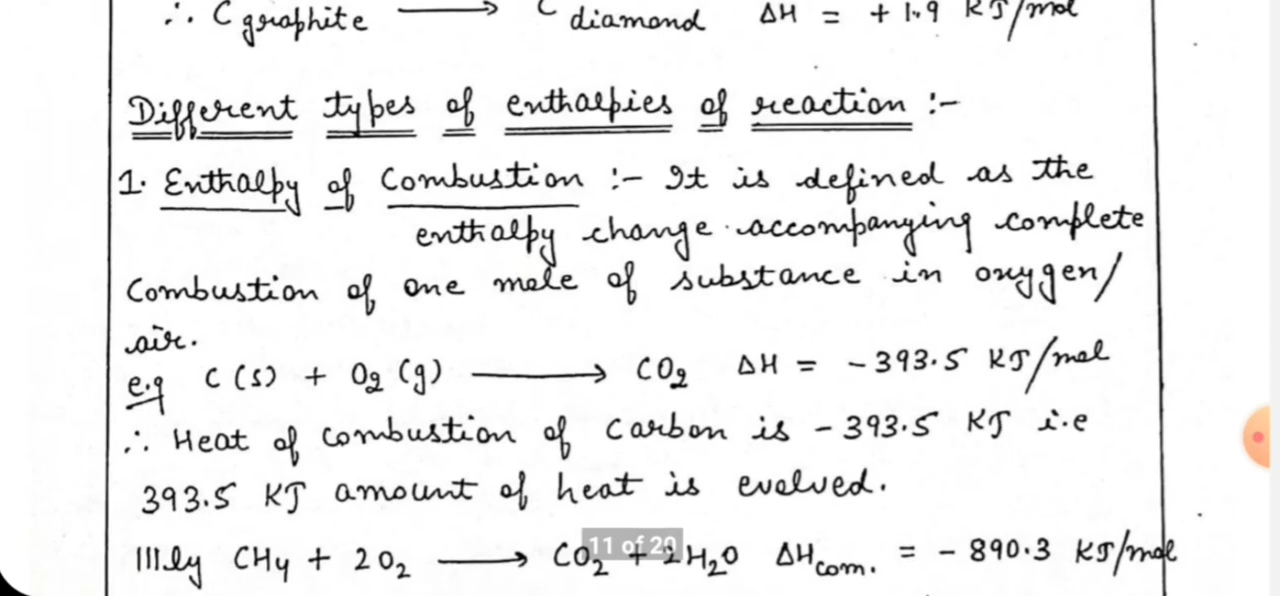 ∴ C graphite ⟶ C diamond ΔH = + 1.9 KJ/mol
Different types of enthalpies of reaction :-
1. Enthalpy of Combustion :- It is defined as the
enthalpy change accompanying complete
Combustion of one mole of substance in oxygen/
air.
e.g C (s) + O₂ (g) ⟶ CO₂ ΔH = - 393.5 KJ/mol
∴ Heat of combustion of carbon is - 393.5 KJ i.e
393.5 KJ amount of heat is evolved.
lllly CH₄ + 2O₂ ⟶ CO₂ + 2H₂O ΔHcom. = - 890.3 KJ/mol
11 of 20